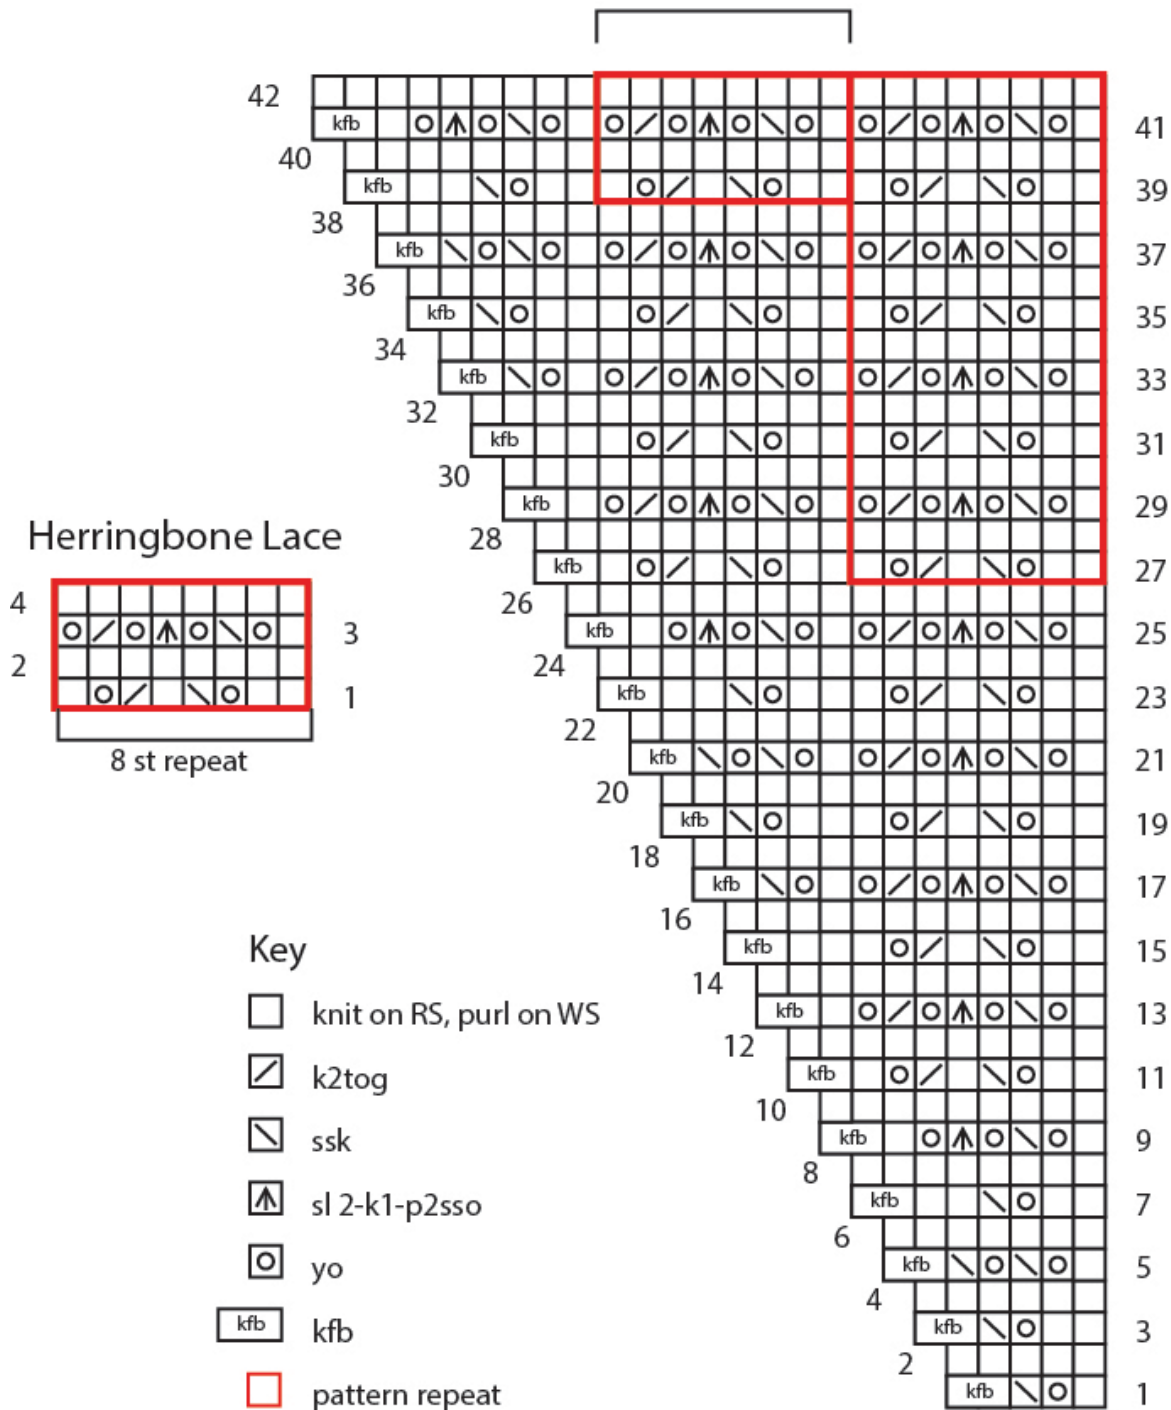 42
kfb
41
40
kfb
39
38
kfb
37
36
kfb
35
34
kfb
33
32
kfb
31
30
kfb
29
28
kfb
27
26
kfb
25
24
kfb
23
22
kfb
21
20
kfb
19
18
kfb
17
16
kfb
15
14
kfb
13
12
kfb
11
10
kfb
9
8
kfb
7
6
kfb
5
4
kfb
3
2
kfb
1
Herringbone Lace
4
3
2
1
8 st repeat
Key
knit on RS, purl on WS
k2tog
ssk
sl 2-k1-p2sso
yo
kfb kfb
pattern repeat